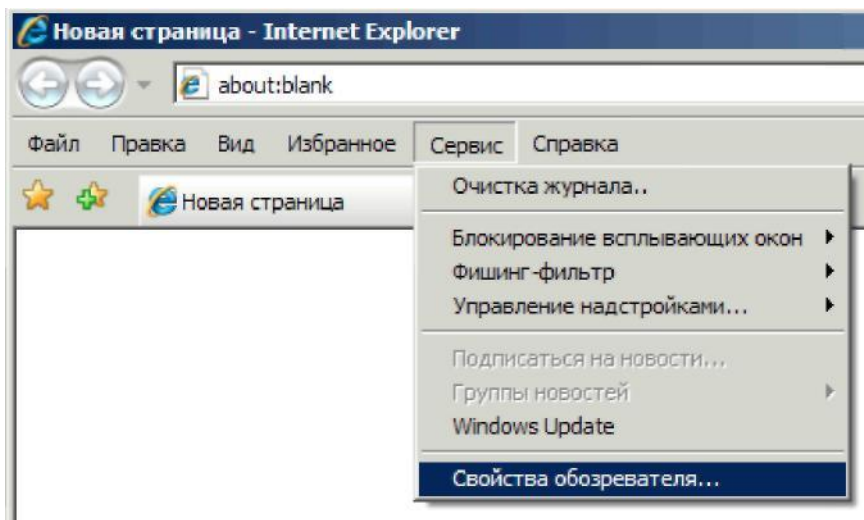 Новая страница - Internet Explorer
about:blank
Файл Правка Вид Избранное Сервис Справка
Новая страница
Очистка журнала..
Блокирование всплывающих окон
Фишинг-фильтр
Управление надстройками...
Подписаться на новости...
Группы новостей
Windows Update
Свойства обозревателя...